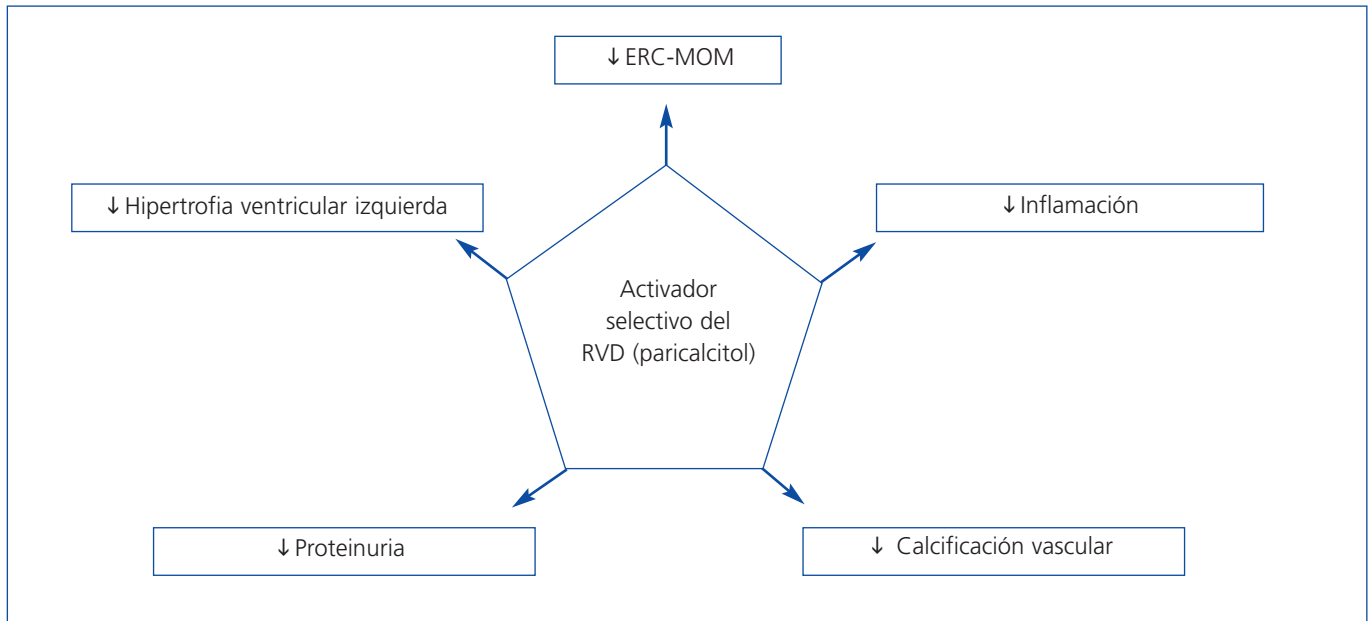 ↓ ERC-MOM
↓ Hipertrofia ventricular izquierda
↓ Inflamación
Activador
selectivo del
RVD (paricalcitol)
↓ Proteinuria
↓ Calcificación vascular